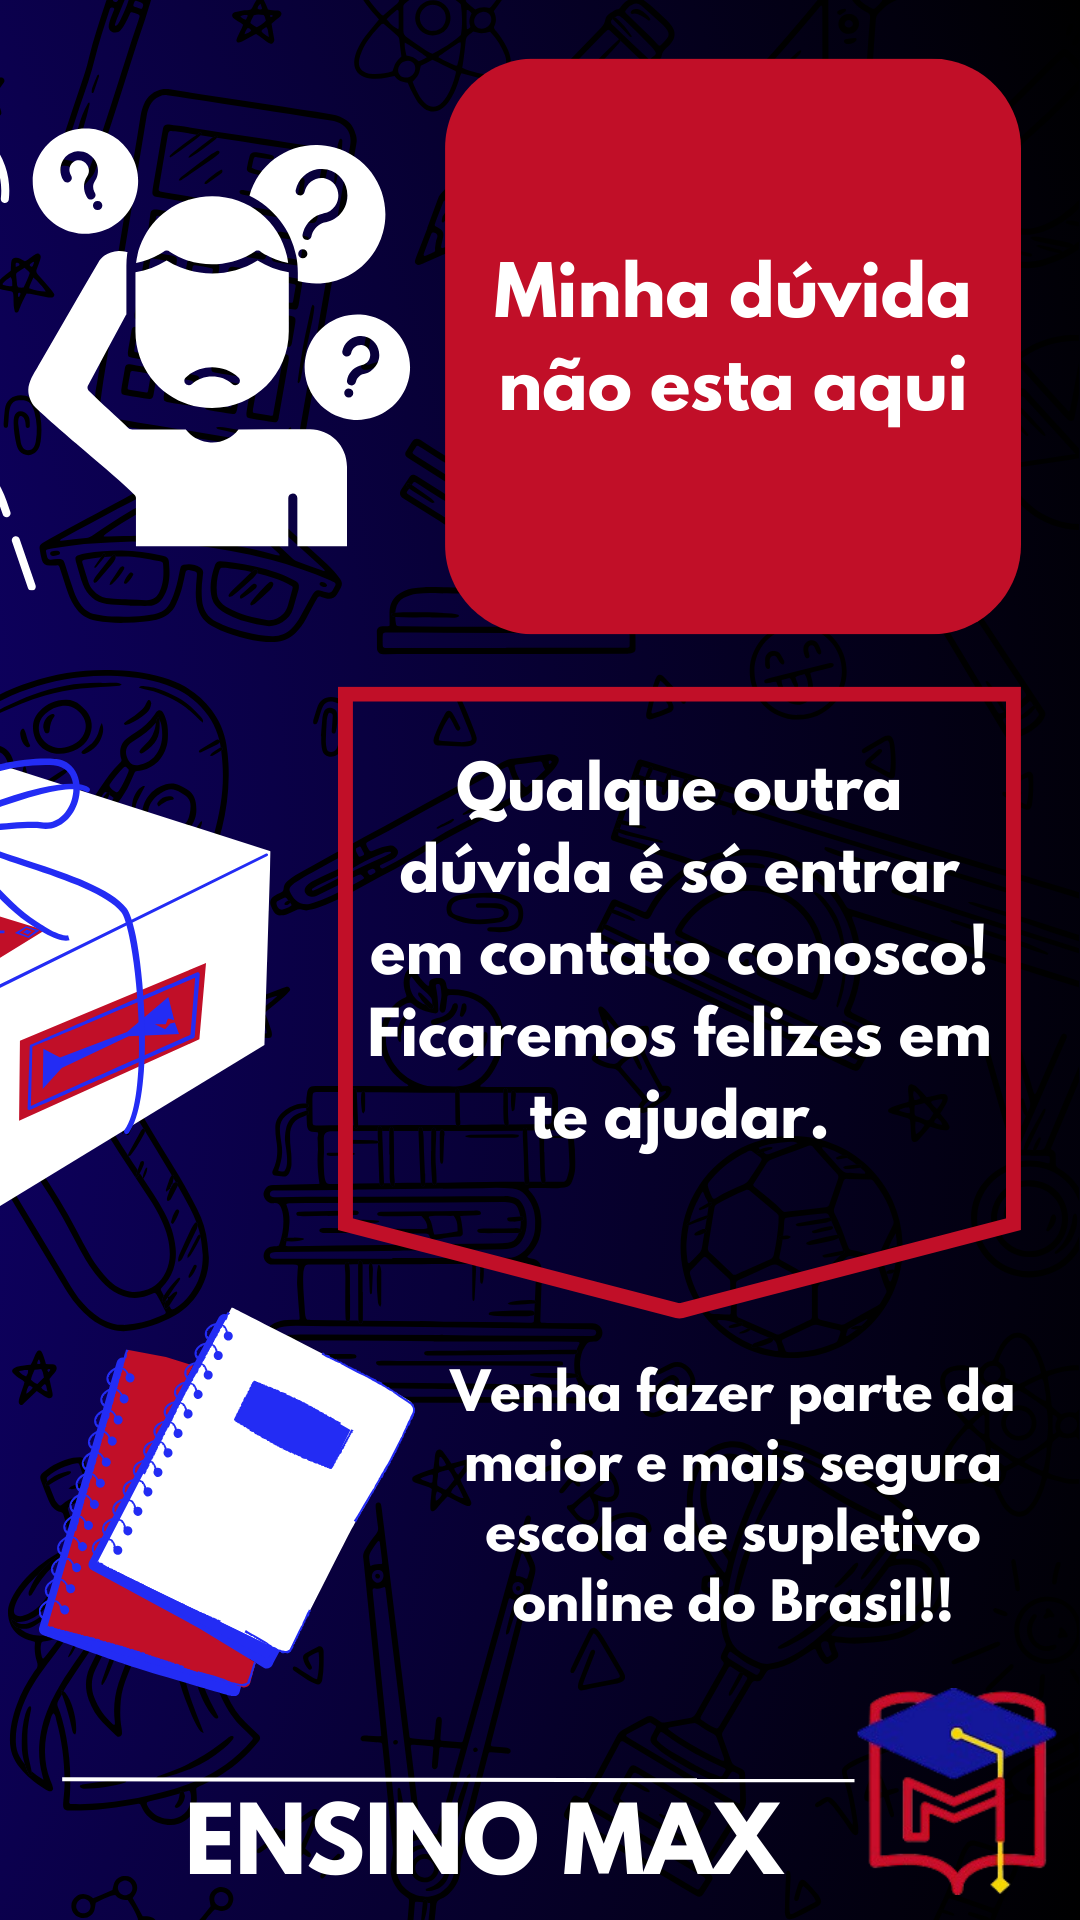 Minha dúvida
não esta aqui
Qualque outra
dúvida é só entrar
em contato conosco!
Ficaremos felizes em
te ajudar.
Venha fazer parte da
maior e mais segura
escola de supletivo
online do Brasil!!
ENSINO MAX